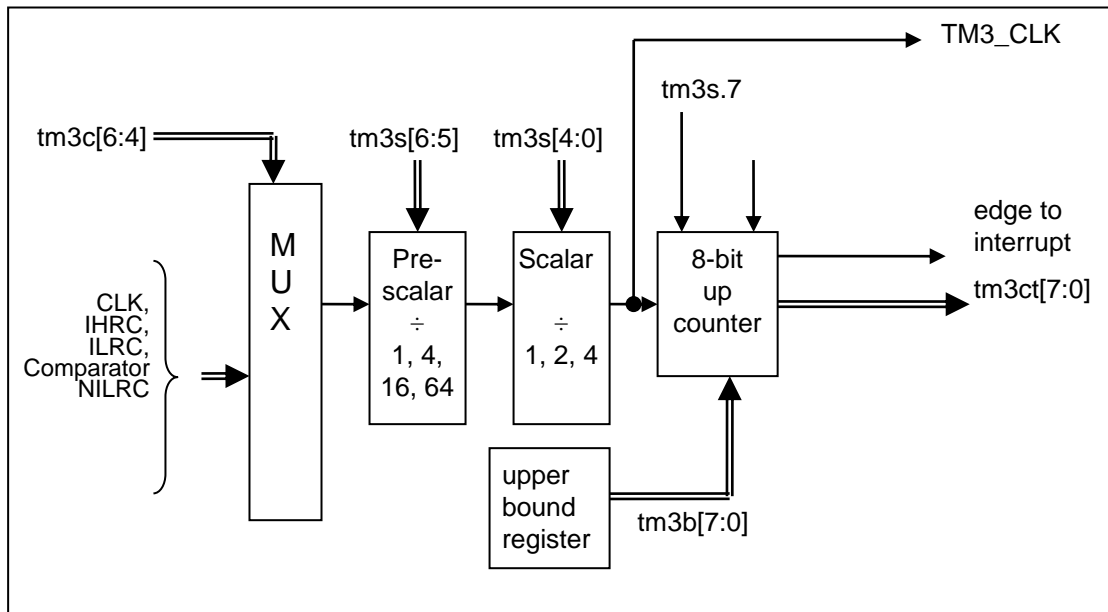 TM3_CLK
tm3s.7
tm3c[6:4]
tm3s[6:5]
tm3s[4:0]
M
U
X
Pre-
scalar
÷
1, 4,
16, 64
Scalar
÷
1, 2, 4
8-bit
up
counter
edge to
interrupt
tm3ct[7:0]
CLK,
IHRC,
ILRC,
Comparator
NILRC
upper
bound
register
tm3b[7:0]